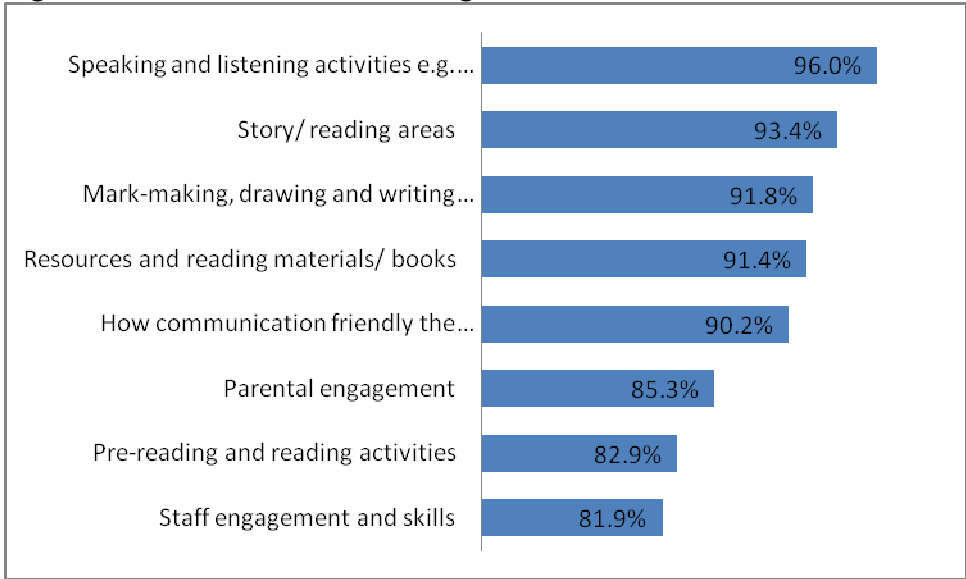 Speaking and listening activities e.g.... 96.0%
Story/ reading areas 93.4%
Mark-making, drawing and writing... 91.8%
Resources and reading materials/ books 91.4%
How communication friendly the... 90.2%
Parental engagement 85.3%
Pre-reading and reading activities 82.9%
Staff engagement and skills 81.9%